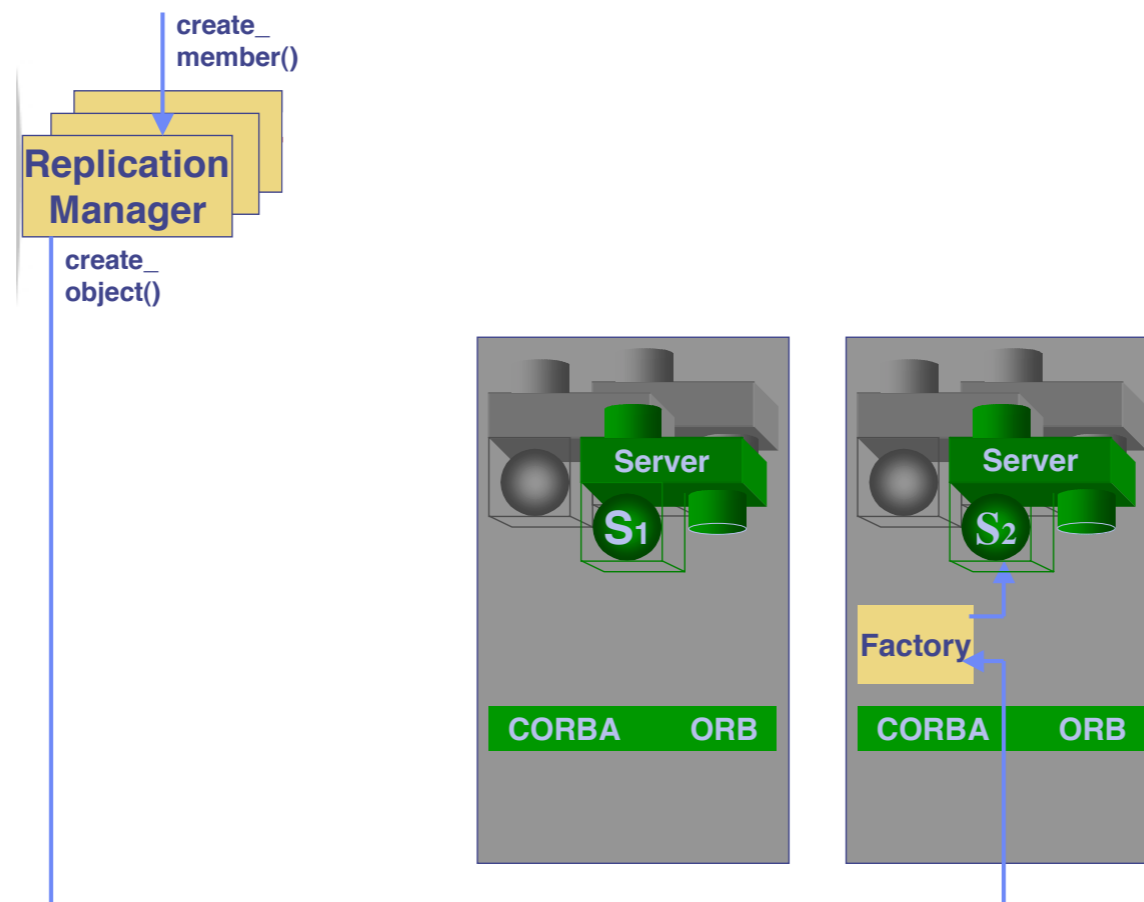 create_
member()
Replication
Manager
create_
object()
Server
S1
CORBA ORB
Server
S2
Factory
CORBA ORB